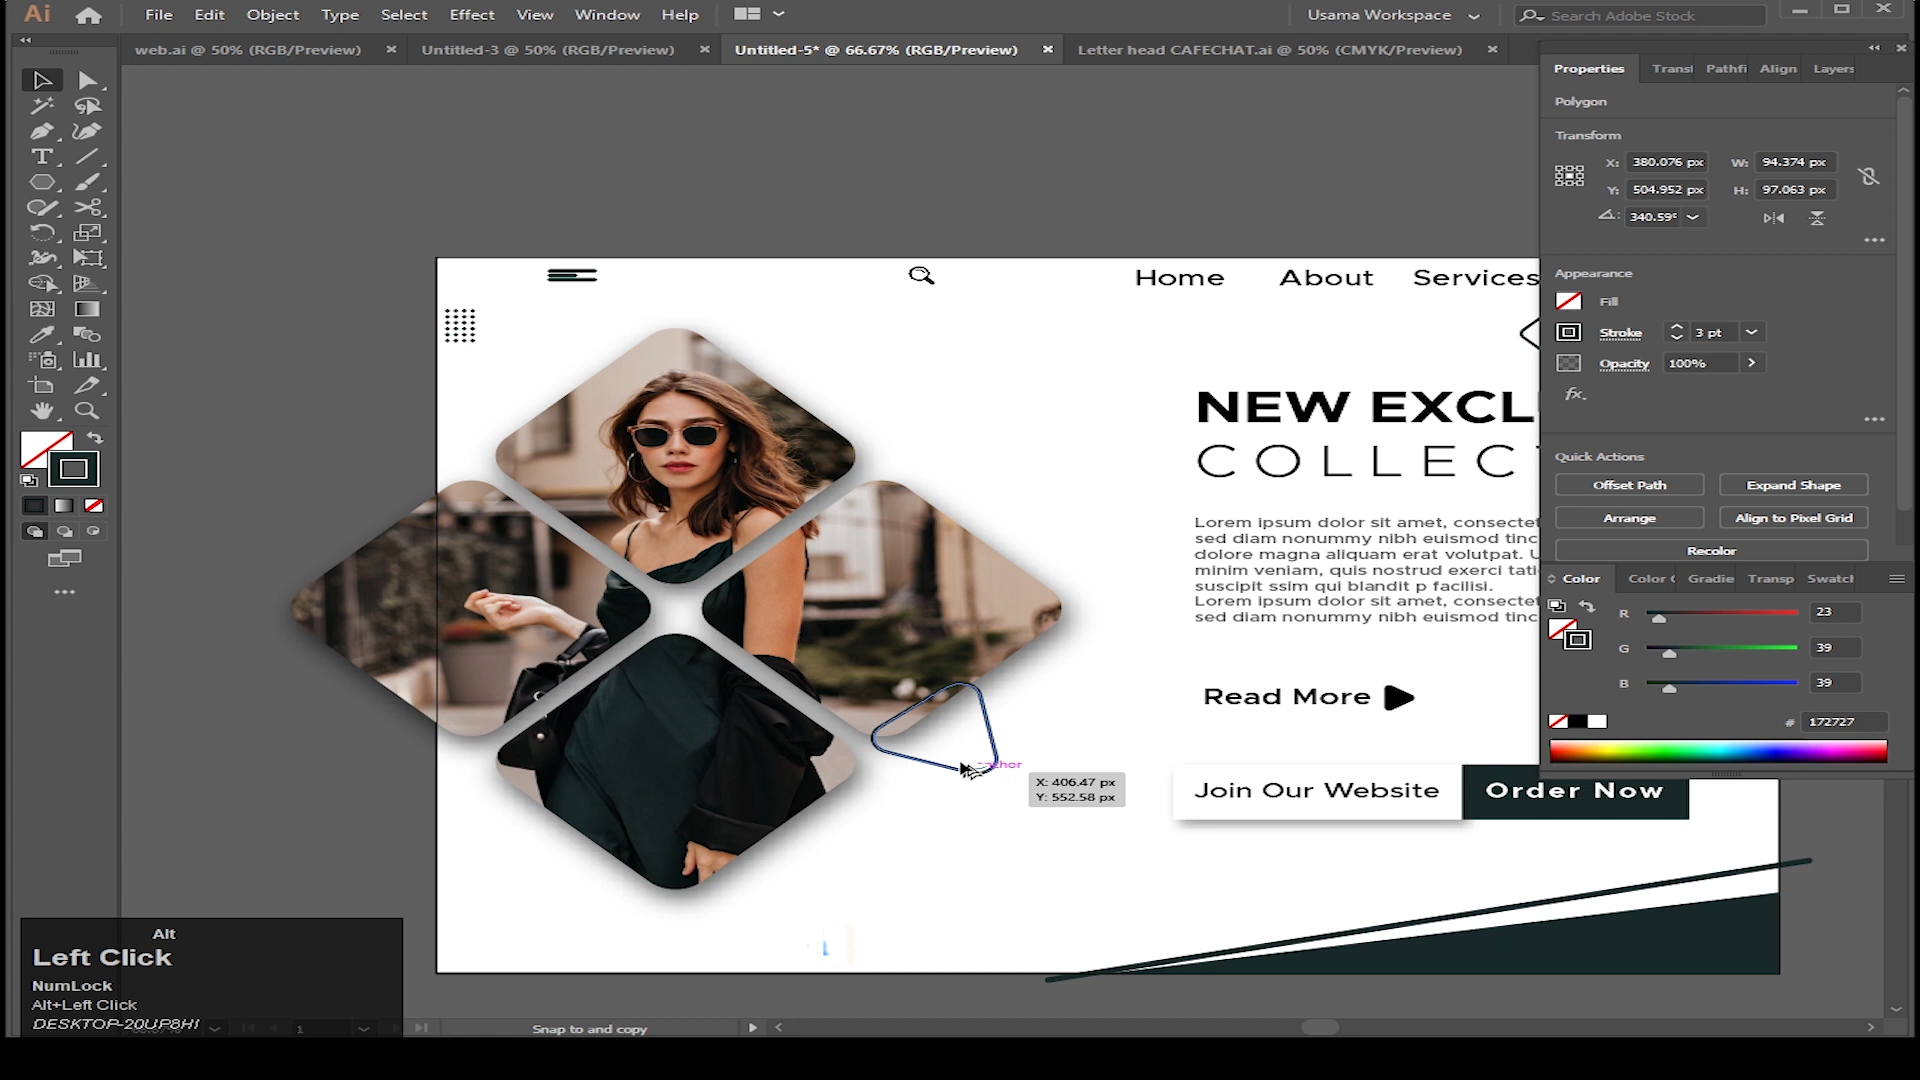 Ai File Edit Object Type Select Effect View Window Help Usama Workspace Search Adobe Stock
web.ai @ 50% (RGB/Preview) Untitled-3 @ 50% (RGB/Preview) Untitled-5* @ 66.67% (RGB/Preview) Letter head CAFECHAT.ai @ 50% (CMYK/Preview)
Properties Transf Pathfi Align Layers
Polygon
Transform
X: 380.076 px W: 94.374 px
Y: 504.952 px H: 97.063 px
340.59°
Appearance
Fill
Stroke 3 pt
Opacity 100%
fx.
Quick Actions
Offset Path Expand Shape
Arrange Align to Pixel Grid
Recolor
Color Color Gradie Transp Swatch
R 23
G 39
B 39
# 172727
Home About Services
NEW EXCL
COLLECT
Lorem ipsum dolor sit amet, consectet
sed diam nonummy nibh euismod tinc
dolore magna aliquam erat volutpat. U
minim veniam, quis nostrud exerci tati
suscipit ssim qui blandit p facilisi.
Lorem ipsum dolor sit amet, consectet
sed diam nonummy nibh euismod tinc
Read More
X: 406.47 px
Y: 552.58 px
Join Our Website Order Now
Alt
Left Click
NumLock
Alt+Left Click
DESKTOP-20UP8HI
1 Snap to and copy